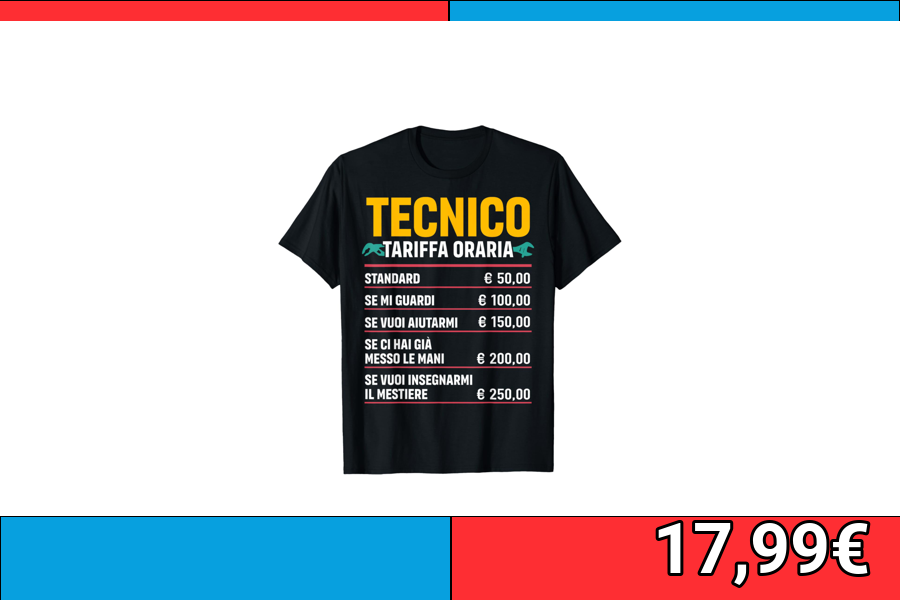 TECNICO
TARIFFA ORARIA
STANDARD € 50,00
SE MI GUARDI € 100,00
SE VUOI AIUTARMI € 150,00
SE CI HAI GIÀ
MESSO LE MANI € 200,00
SE VUOI INSEGNARMI
IL MESTIERE € 250,00
17,99€